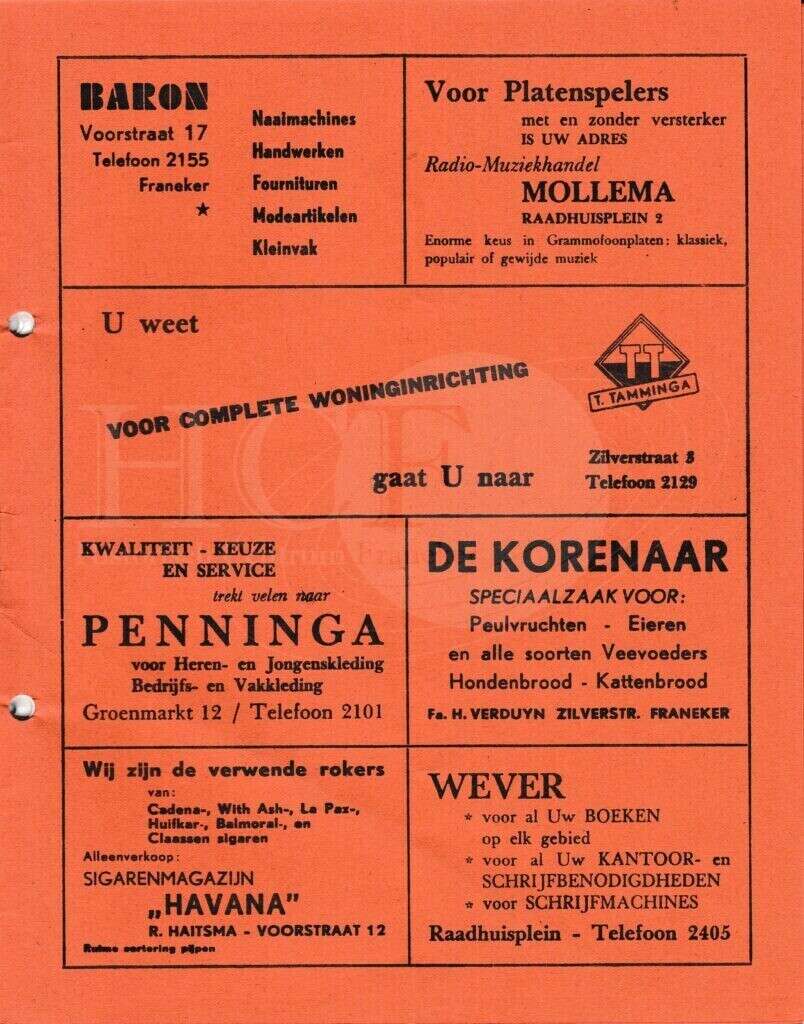 BARON
Voorstraat 17
Telefoon 2155
Franeker
★
Naaimachines
Handwerken
Fournituren
Modeartikelen
Kleinvak
Voor Platenspelers
met en zonder versterker
IS UW ADRES
Radio-Muziekhandel
MOLLEMA
RAADHUISPLEIN 2
Enorme keus in Grammofoonplaten: klassiek,
populair of gewijde muziek
U weet
VOOR COMPLETE WONINGINRICHTING
gaat U naar
TT
T. TAMMINGA
Zilverstraat
Telefoon 2129
HCF
KWALITEIT - KEUZE
EN SERVICE
trekt velen naar
PENNINGA
voor Heren- en Jongenskleding
Bedrijfs- en Vakkleding
Groenmarkt 12 / Telefoon 2101
DE KORENAAR
SPECIAALZAAK VOOR:
Peulvruchten - Eieren
en alle soorten Veevoeders
Hondenbrood - Kattenbrood
Fa. H. VERDUYN ZILVERSTR. FRANEKER
Wij zijn de verwende rokers
van:
Cadena-, With Ash-, La Paz-,
Huifkar-, Balmoral-, en
Claassen sigaren
Alleenverkoop:
SIGARENMAGAZIJN
„HAVANA"
R. HAITSMA - VOORSTRAAT 12
Ruime sortering pijpen
WEVER
* voor al Uw BOEKEN
op elk gebied
* voor al Uw KANTOOR- en
SCHRIJFBENODIGDHEDEN
* voor SCHRIJFMACHINES
Raadhuisplein - Telefoon 2405